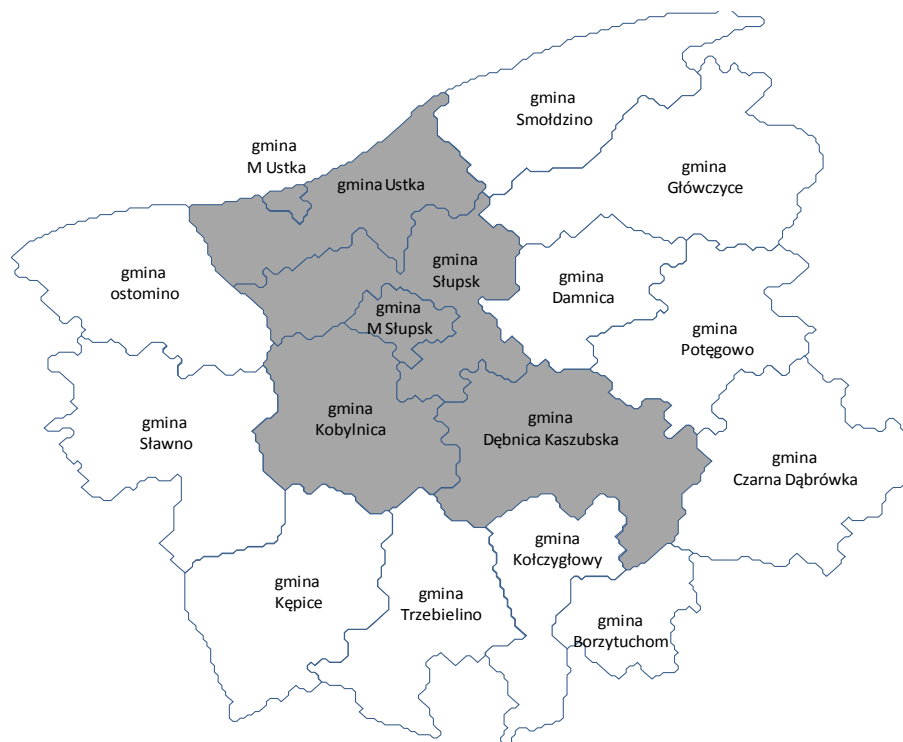 gmina
Smołdzino
gmina
M Ustka
gmina Ustka
gmina
Główczyce
gmina
ostomino
gmina
Słupsk
gmina
Damnica
gmina
M Słupsk
gmina
Potęgowo
gmina
Sławno
gmina
Kobylnica
gmina
Dębnica Kaszubska
gmina
Czarna Dąbrówka
gmina
Kołczygłowy
gmina
Kępice
gmina
Trzebielino
gmina
Borzytuchom